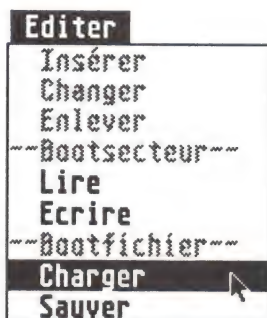 Editer
Insérer
Changer
Enlever
--Bootsecteur--
Lire
Ecrire
--Bootfichier--
Charger
Sauver